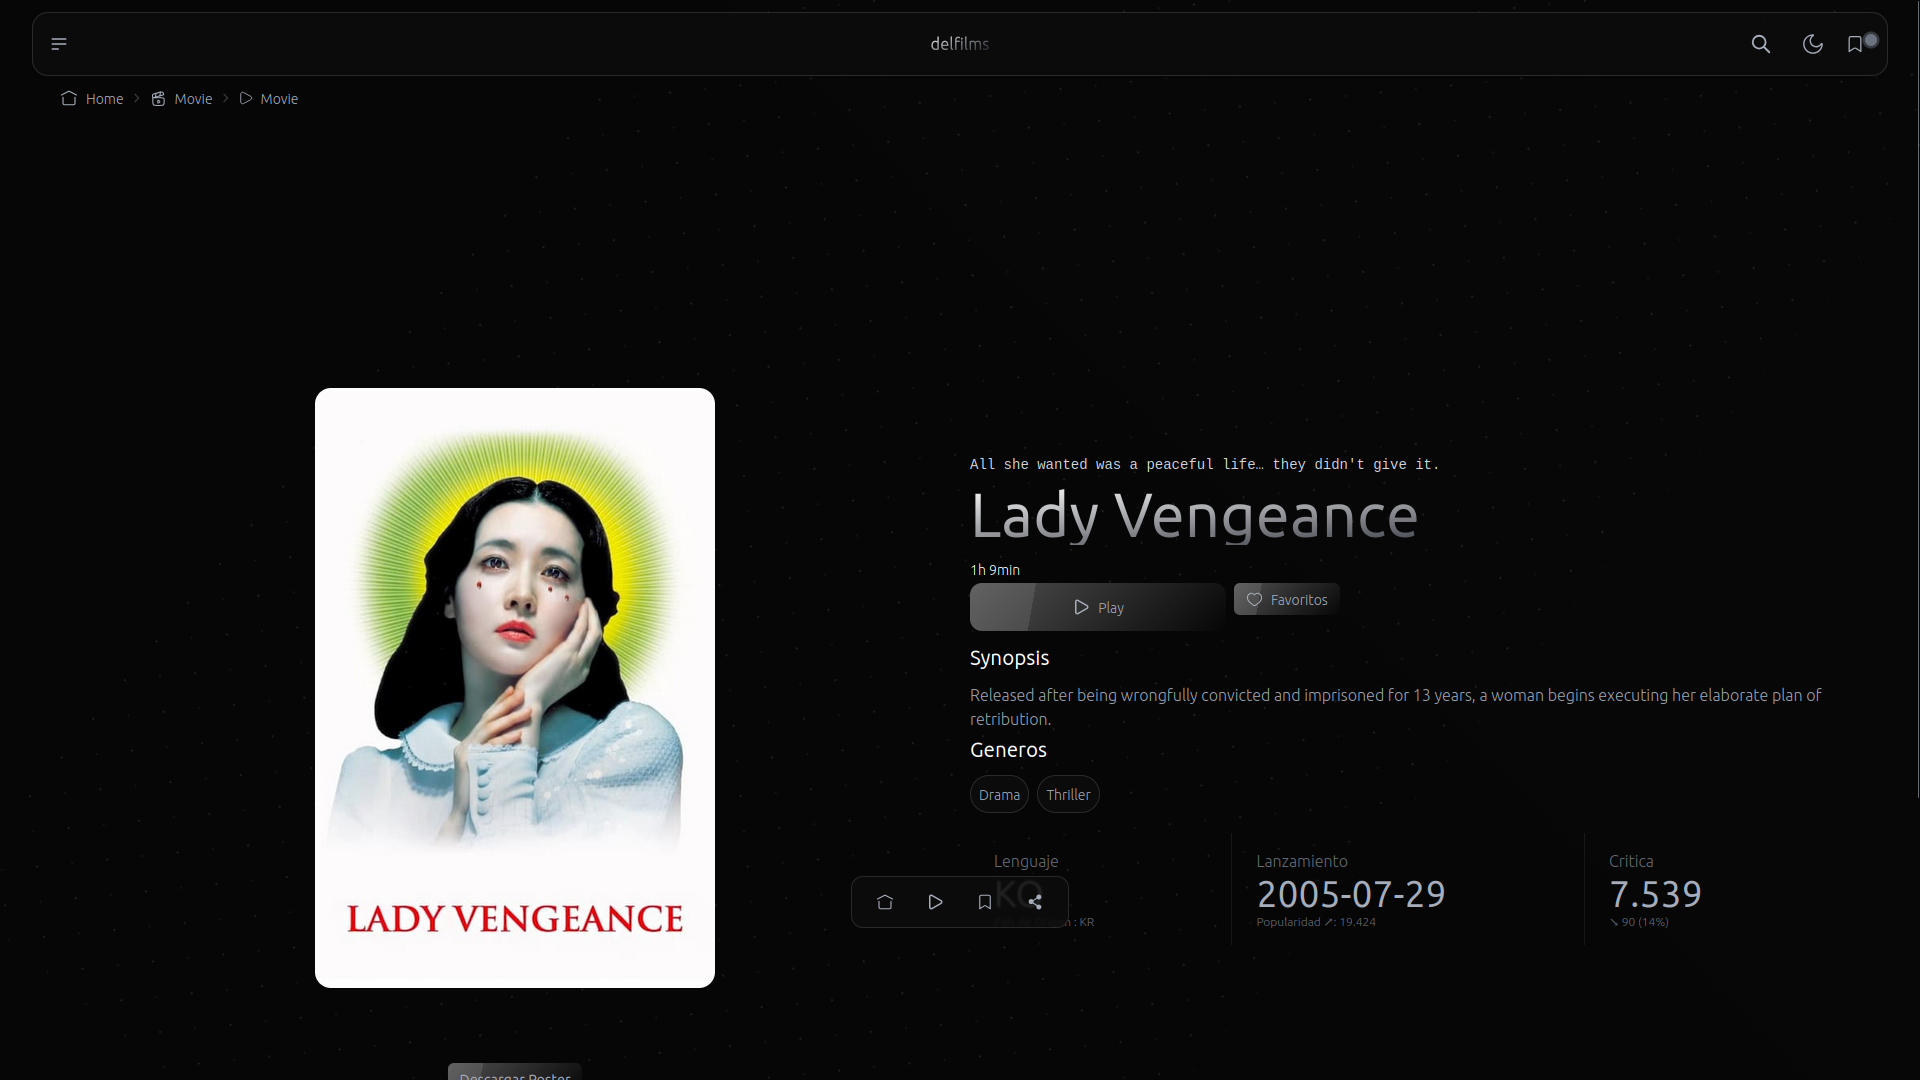 delfilms
Home
Movie
Movie
All she wanted was a peaceful life… they didn't give it.
Lady Vengeance
1h 9min
Play
Favoritos
Synopsis
Released after being wrongfully convicted and imprisoned for 13 years, a woman begins executing her elaborate plan of
retribution.
Generos
Drama
Thriller
Lenguaje
KO
: KR
Lanzamiento
2005-07-29
Popularidad ↗: 19.424
Critica
7.539
↘ 90 (14%)
LADY VENGEANCE
Descargar Poster